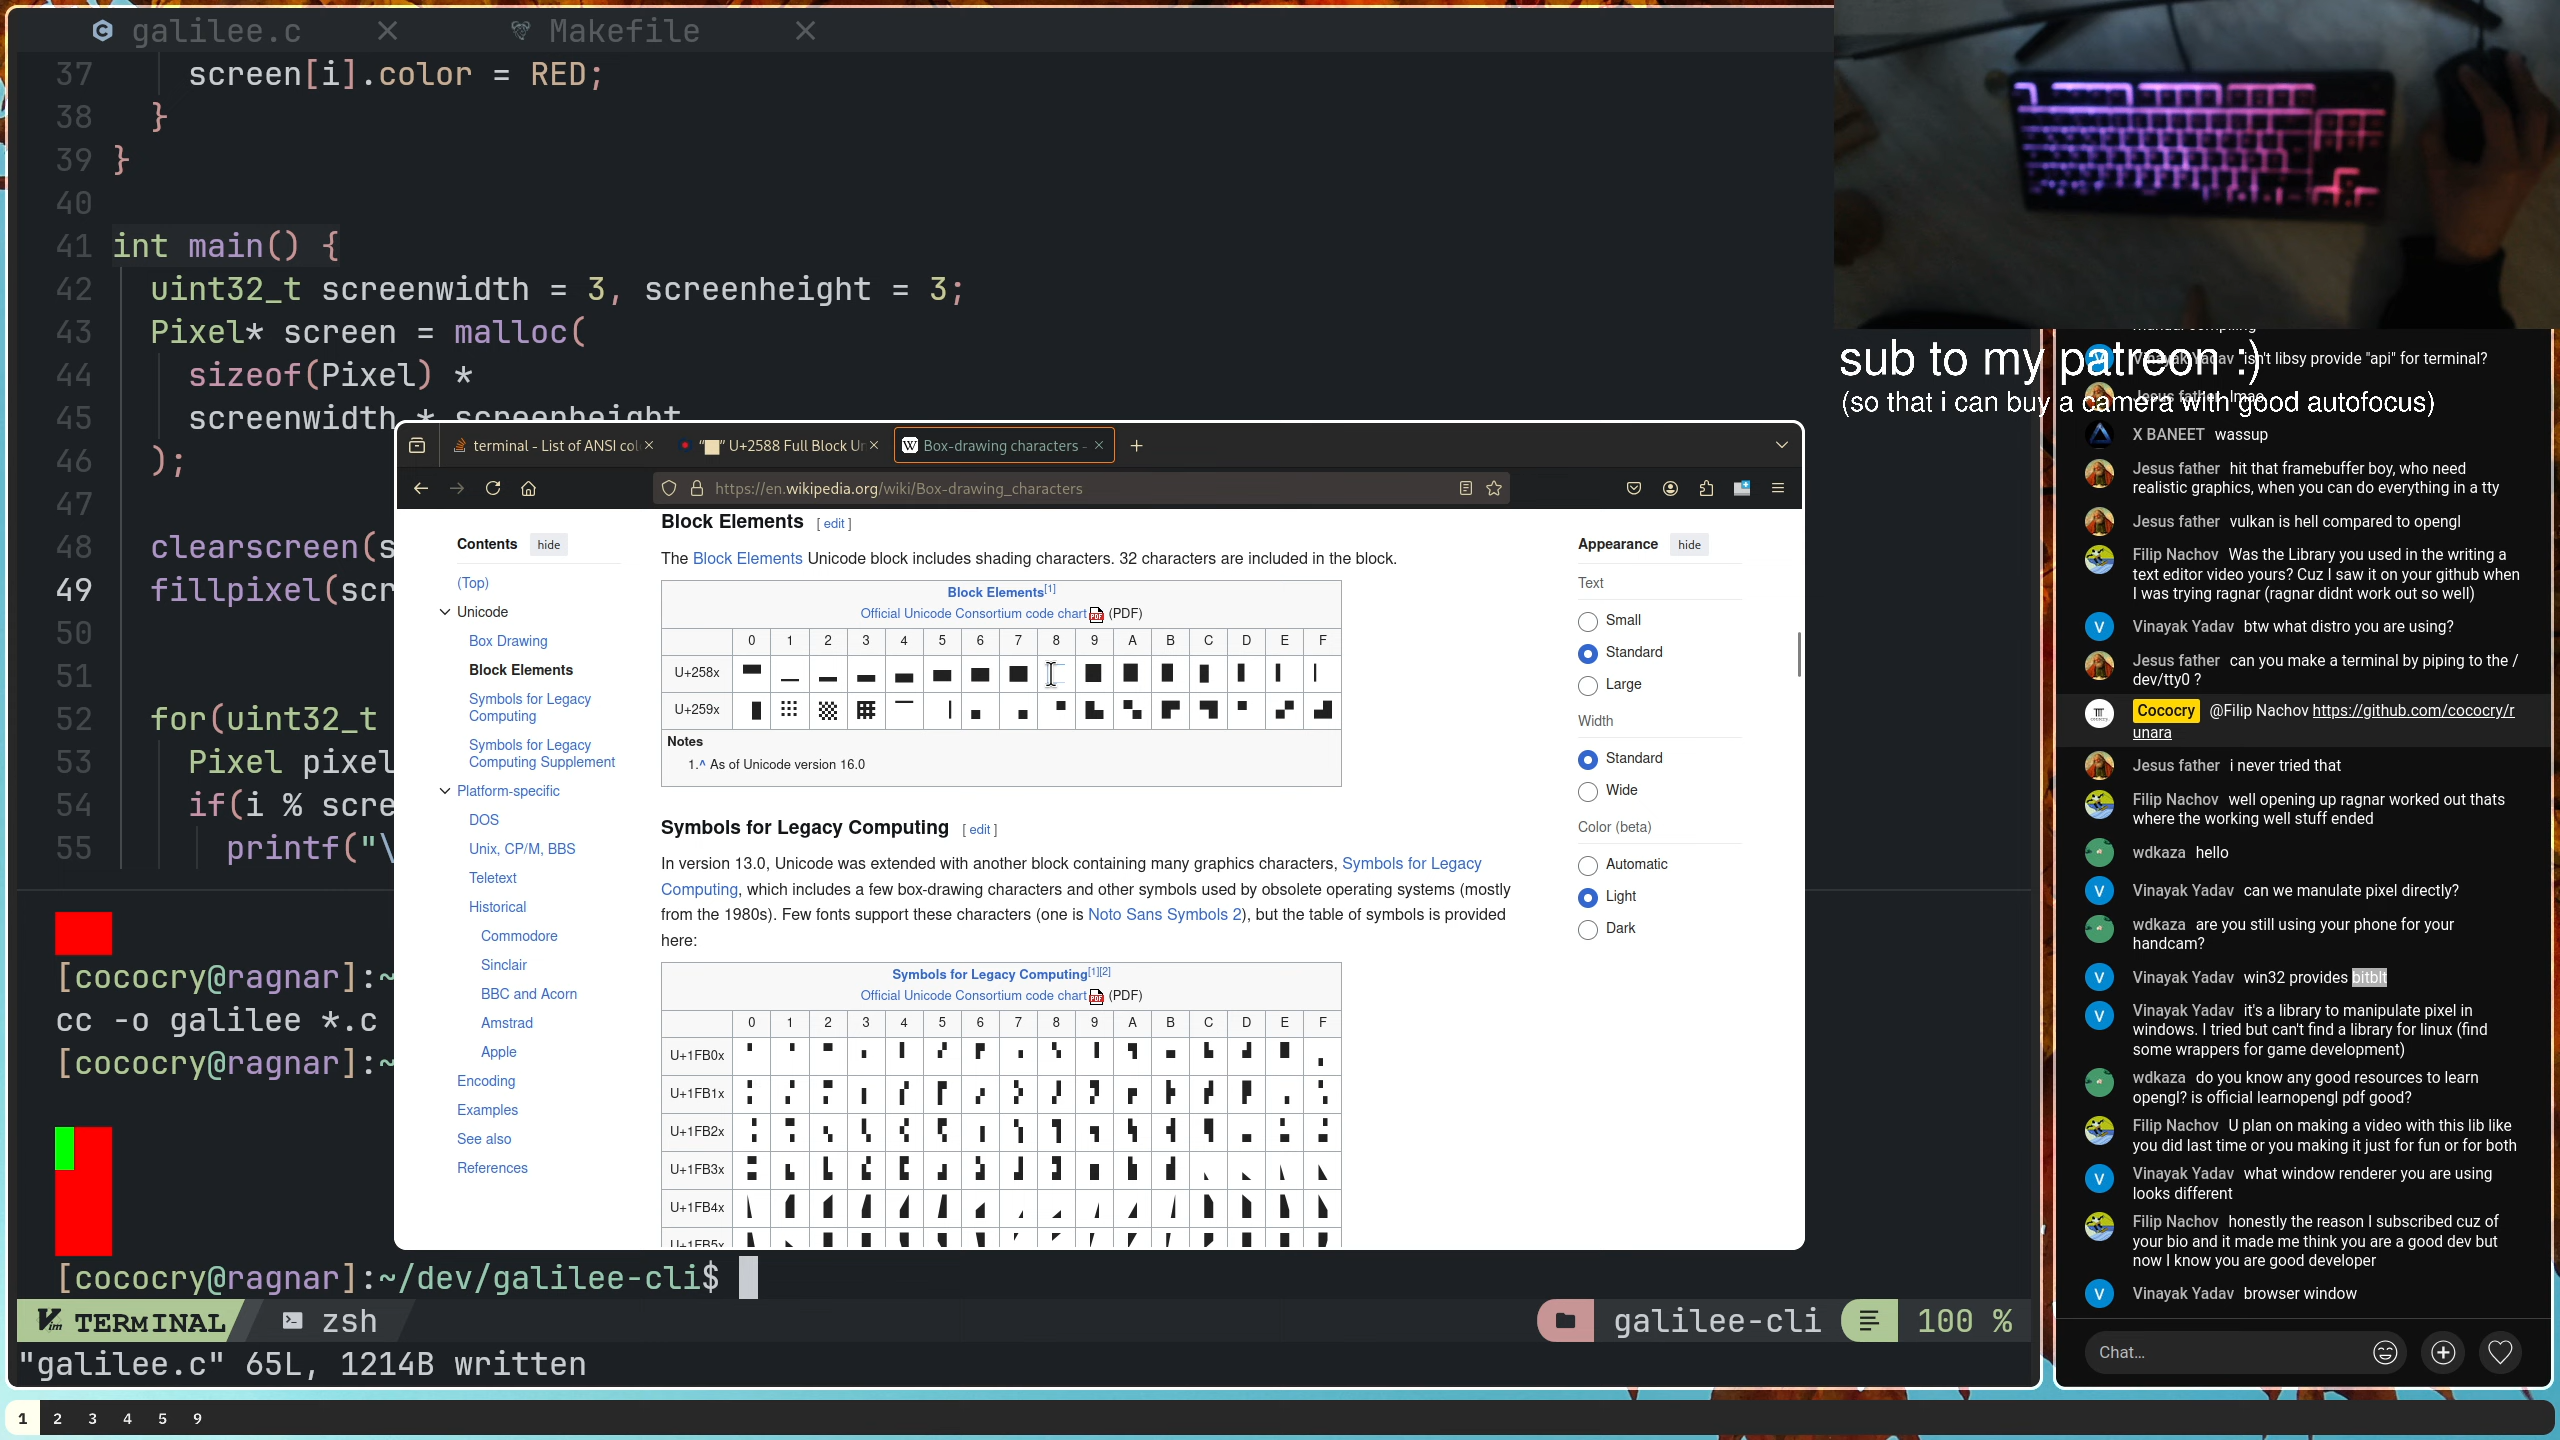 galilee.c
Makefile
37 screen[i].color = RED;
38 }
39 }
40
41 int main() {
42 uint32_t screenwidth = 3, screenheight = 3;
43 Pixel* screen = malloc(
44 sizeof(Pixel) *
45 screenwidth * screenheight
46 );
47
48 clearscreen(s
49 fillpixel(scr
50
51
52 for(uint32_t
53 Pixel pixel
54 if(i % scre
55 printf("\
[cococry@ragnar]:~
cc -o galilee *.c
[cococry@ragnar]:~
[cococry@ragnar]:~/dev/galilee-cli$
TERMINAL
zsh
galilee-cli
100 %
"galilee.c" 65L, 1214B written
1 2 3 4 5 9
terminal - List of ANSI col
"█" U+2588 Full Block Un
Box-drawing characters -
https://en.wikipedia.org/wiki/Box-drawing_characters
Contents hide
(Top)
Unicode
Box Drawing
Block Elements
Symbols for Legacy
Computing
Symbols for Legacy
Computing Supplement
Platform-specific
DOS
Unix, CP/M, BBS
Teletext
Historical
Commodore
Sinclair
BBC and Acorn
Amstrad
Apple
Encoding
Examples
See also
References
Block Elements [ edit ]
The Block Elements Unicode block includes shading characters. 32 characters are included in the block.
Block Elements[1]
Official Unicode Consortium code chart (PDF)
0 1 2 3 4 5 6 7 8 9 A B C D E F
U+258x
U+259x
Notes
1.^ As of Unicode version 16.0
Symbols for Legacy Computing [ edit ]
In version 13.0, Unicode was extended with another block containing many graphics characters, Symbols for Legacy
Computing, which includes a few box-drawing characters and other symbols used by obsolete operating systems (mostly
from the 1980s). Few fonts support these characters (one is Noto Sans Symbols 2), but the table of symbols is provided
here:
Symbols for Legacy Computing[1][2]
Official Unicode Consortium code chart (PDF)
0 1 2 3 4 5 6 7 8 9 A B C D E F
U+1FB0x
U+1FB1x
U+1FB2x
U+1FB3x
U+1FB4x
U+1FB5x
Appearance hide
Text
Small
Standard
Large
Width
Standard
Wide
Color (beta)
Automatic
Light
Dark
sub to my patreon :)
(so that i can buy a camera with good autofocus)
Vinayak Yadav isn't libsy provide "api" for terminal?
Jesus father lmao
X BANEET wassup
Jesus father hit that framebuffer boy, who need
realistic graphics, when you can do everything in a tty
Jesus father vulkan is hell compared to opengl
Filip Nachov Was the Library you used in the writing a
text editor video yours? Cuz I saw it on your github when
I was trying ragnar (ragnar didnt work out so well)
Vinayak Yadav btw what distro you are using?
Jesus father can you make a terminal by piping to the /
dev/tty0 ?
Cococry @Filip Nachov https://github.com/cococry/r
unara
Jesus father i never tried that
Filip Nachov well opening up ragnar worked out thats
where the working well stuff ended
wdkaza hello
Vinayak Yadav can we manulate pixel directly?
wdkaza are you still using your phone for your
handcam?
Vinayak Yadav win32 provides bitblt
Vinayak Yadav it's a library to manipulate pixel in
windows. I tried but can't find a library for linux (find
some wrappers for game development)
wdkaza do you know any good resources to learn
opengl? is official learnopengl pdf good?
Filip Nachov U plan on making a video with this lib like
you did last time or you making it just for fun or for both
Vinayak Yadav what window renderer you are using
looks different
Filip Nachov honestly the reason I subscribed cuz of
your bio and it made me think you are a good dev but
now I know you are good developer
Vinayak Yadav browser window
Chat...